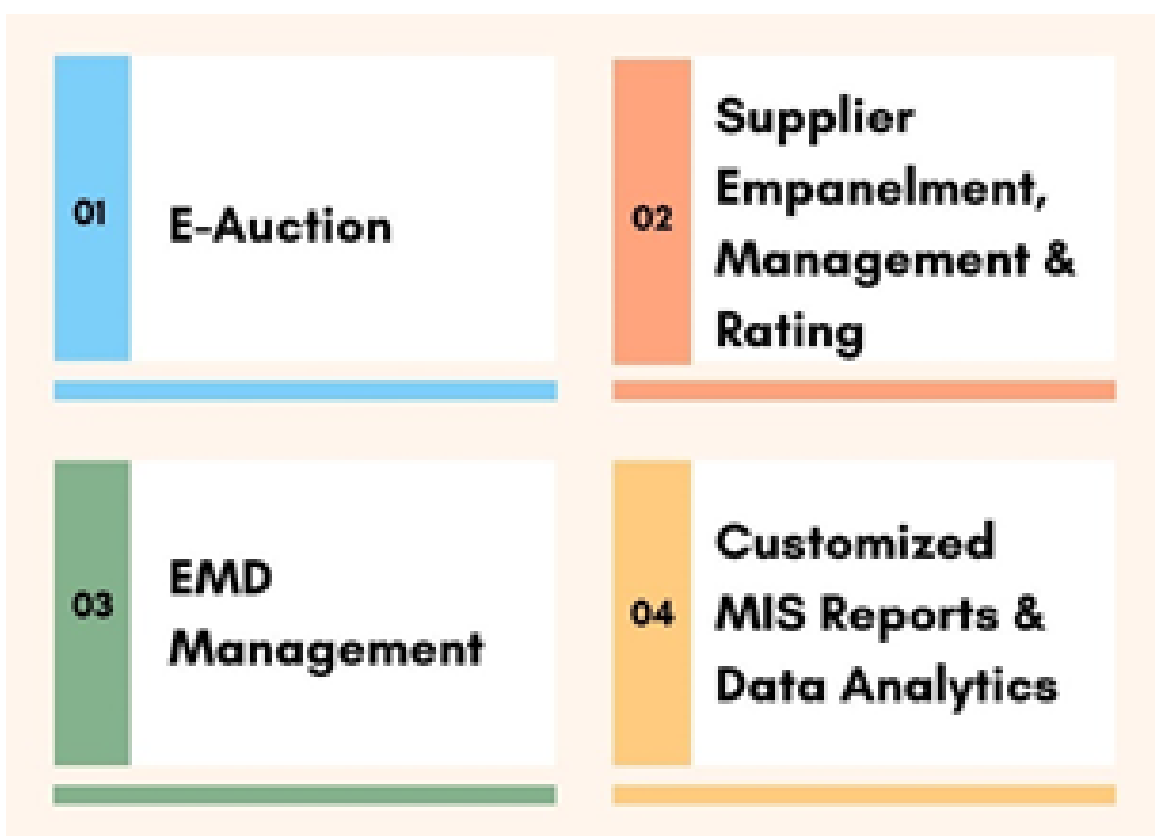 01
E-Auction
02
Supplier
Empanelment,
Management &
Rating
03
EMD
Management
04
Customized
MIS Reports &
Data Analytics